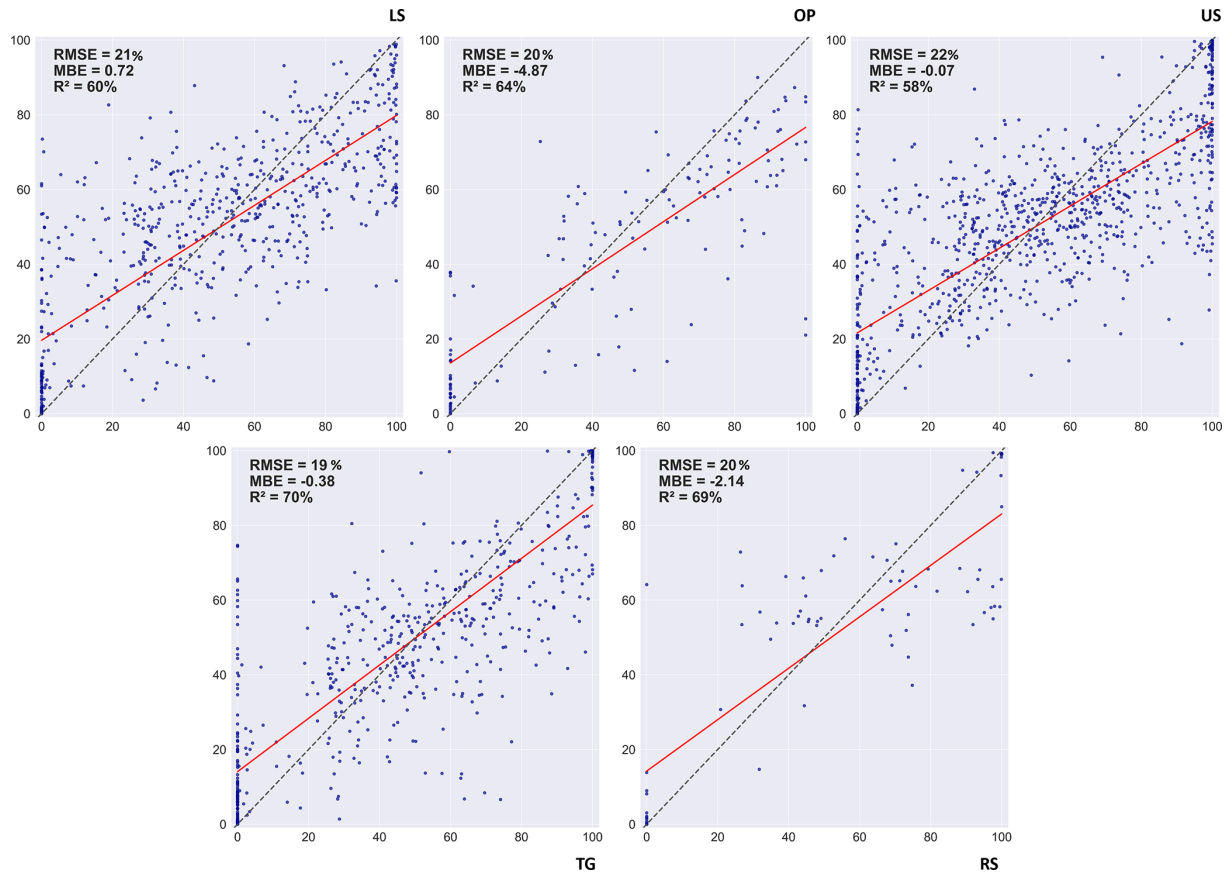 LS
OP
US
RMSE = 21%
MBE = 0.72
R² = 60%
100
80
60
40
20
0
0 20 40 60 80 100
RMSE = 20%
MBE = -4.87
R² = 64%
100
80
60
40
20
0
0 20 40 60 80 100
RMSE = 22%
MBE = -0.07
R² = 58%
100
80
60
40
20
0
0 20 40 60 80 100
RMSE = 19%
MBE = -0.38
R² = 70%
100
80
60
40
20
0
0 20 40 60 80 100
TG
RMSE = 20%
MBE = -2.14
R² = 69%
100
80
60
40
20
0
0 20 40 60 80 100
RS